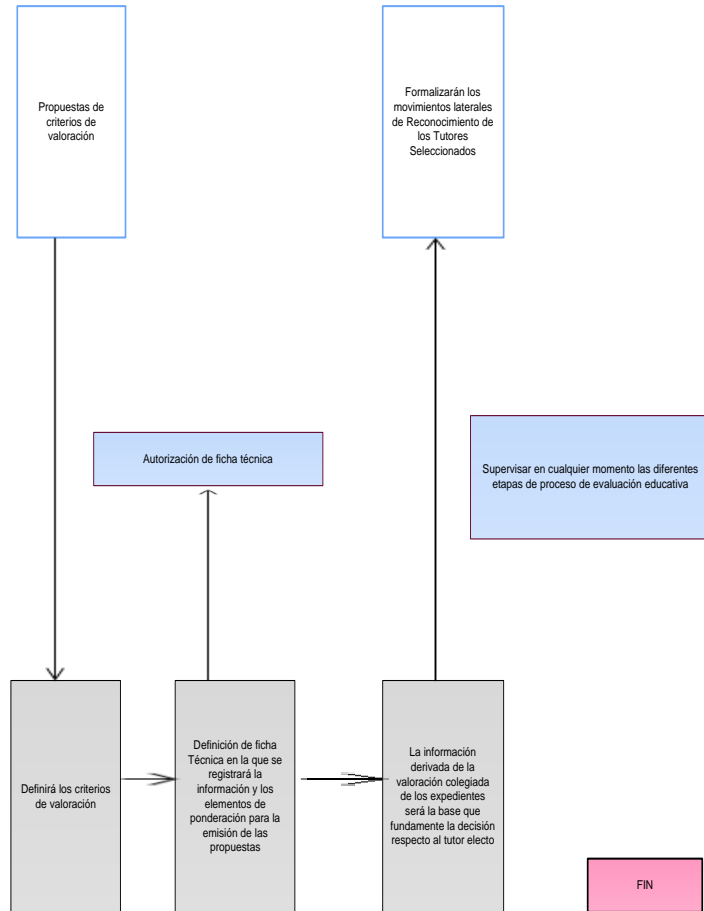 Propuestas de
criterios de
valoración
Formalizarán los
movimientos laterales
de Reconocimiento de
los Tutores
Seleccionados
Autorización de ficha técnica
Supervisar en cualquier momento las diferentes
etapas de proceso de evaluación educativa
Definirá los criterios
de valoración
Definición de ficha
Técnica en la que se
registrará la
información y los
elementos de
ponderación para la
emisión de las
propuestas
La información
derivada de la
valoración colegiada
de los expedientes
será la base que
fundamente la decisión
respecto al tutor electo
FIN